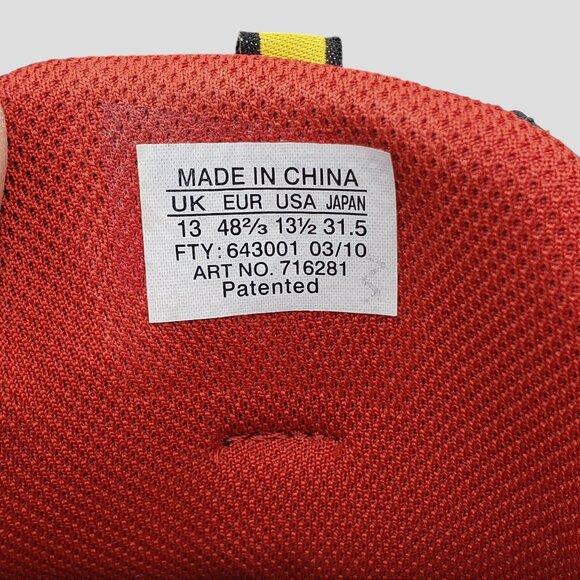 MADE IN CHINA
UK EUR USA JAPAN
13 48⅔ 13½ 31.5
FTY: 643001 03/10
ART NO. 716281
Patented